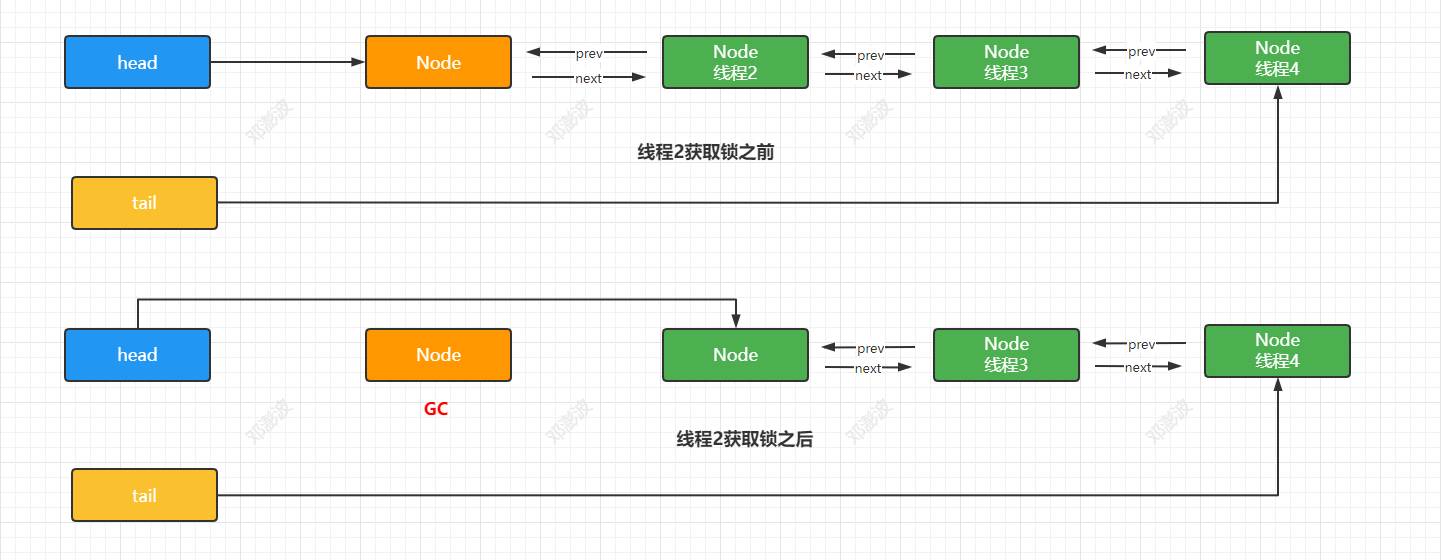 head
Node
prev
next
Node
线程2
prev
next
Node
线程3
prev
next
Node
线程4
邓澎波
邓澎波
邓澎波
邓澎波
线程2获取锁之前
tail
head
Node
Node
prev
next
Node
线程3
prev
next
Node
线程4
GC
邓澎波
邓澎波
邓澎波
邓澎波
线程2获取锁之后
tail